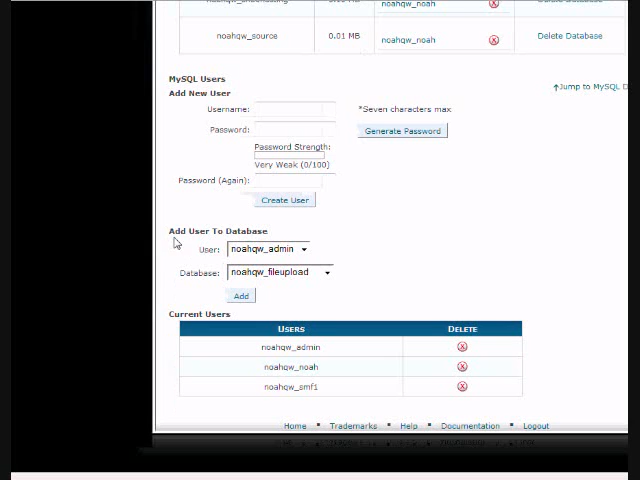 noahqw_noah
noahqw_source 0.01 MB noahqw_noah Delete Database
MySQL Users
Add New User
Jump to MySQL D
Username: *Seven characters max
Password: Generate Password
Password Strength:
Very Weak (0/100)
Password (Again):
Create User
Add User To Database
User: noahqw_admin
Database: noahqw_fileupload
Add
Current Users
USERS DELETE
noahqw_admin
noahqw_noah
noahqw_smf1
Home Trademarks Help Documentation Logout